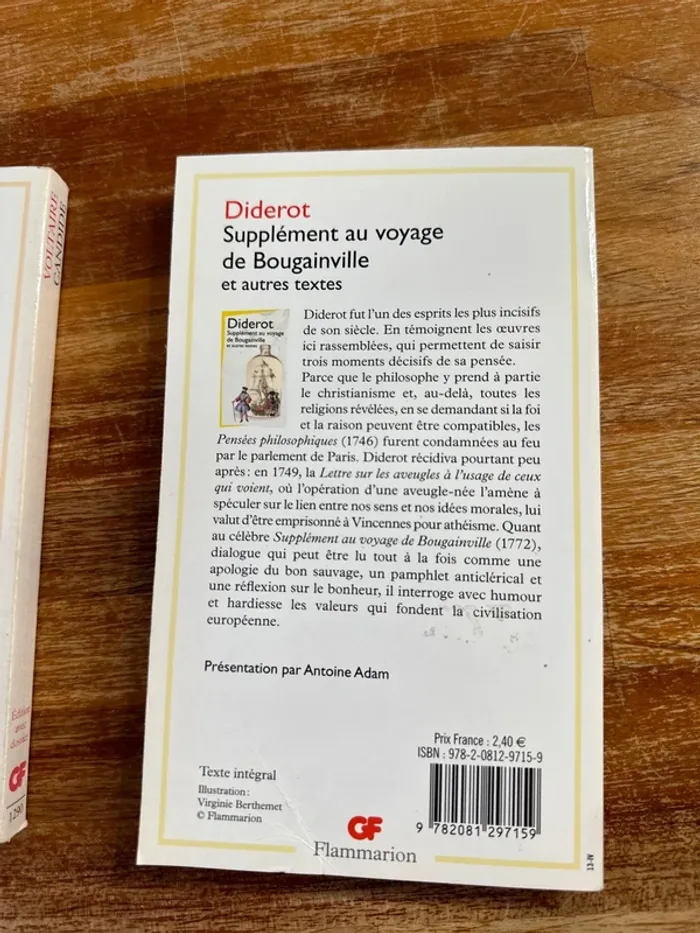 VOLTAIRE
CANDIDE
Édition
avec
dossier
GF
1290
Diderot
Supplément au voyage
de Bougainville
et autres textes
Diderot
Supplément au voyage
de Bougainville
et autres textes
Diderot fut l'un des esprits les plus incisifs
de son siècle. En témoignent les œuvres
ici rassemblées, qui permettent de saisir
trois moments décisifs de sa pensée.
Parce que le philosophe y prend à partie
le christianisme et, au-delà, toutes les
religions révélées, en se demandant si la foi
et la raison peuvent être compatibles, les
Pensées philosophiques (1746) furent condamnées au feu
par le parlement de Paris. Diderot récidiva pourtant peu
après : en 1749, la Lettre sur les aveugles à l'usage de ceux
qui voient, où l'opération d'une aveugle-née l'amène à
spéculer sur le lien entre nos sens et nos idées morales, lui
valut d'être emprisonné à Vincennes pour athéisme. Quant
au célèbre Supplément au voyage de Bougainville (1772),
dialogue qui peut être lu tout à la fois comme une
apologie du bon sauvage, un pamphlet anticlérical et
une réflexion sur le bonheur, il interroge avec humour
et hardiesse les valeurs qui fondent la civilisation
européenne.
Présentation par Antoine Adam
Prix France : 2,40 €
ISBN : 978-2-0812-9715-9
Texte intégral
Illustration :
Virginie Berthemet
© Flammarion
9 782081 297159
GF
Flammarion
13-IV